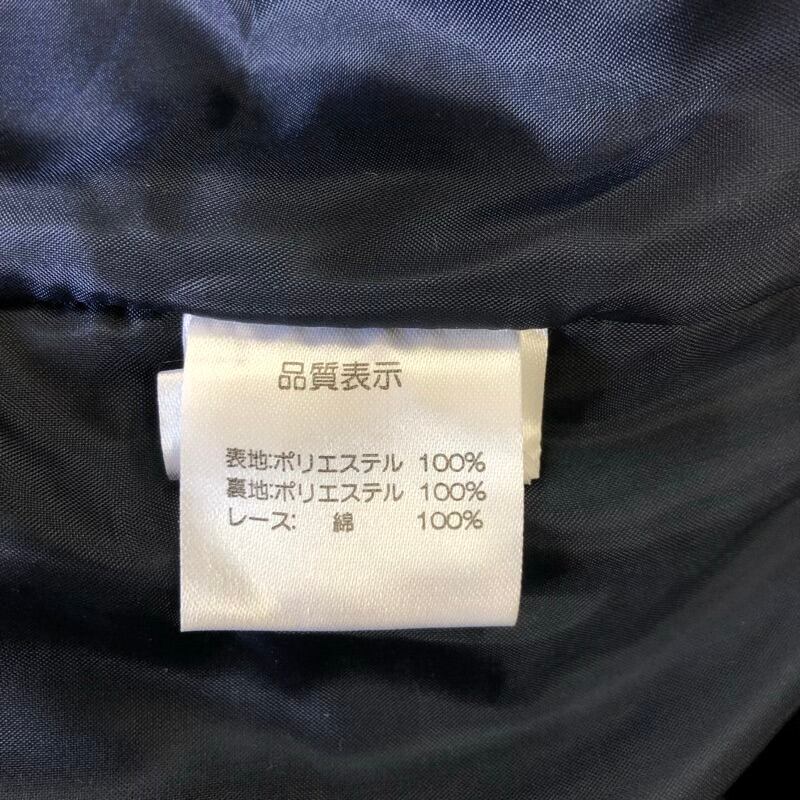 品質表示
表地:ポリエステル 100%
裏地:ポリエステル 100%
レース: 綿 100%